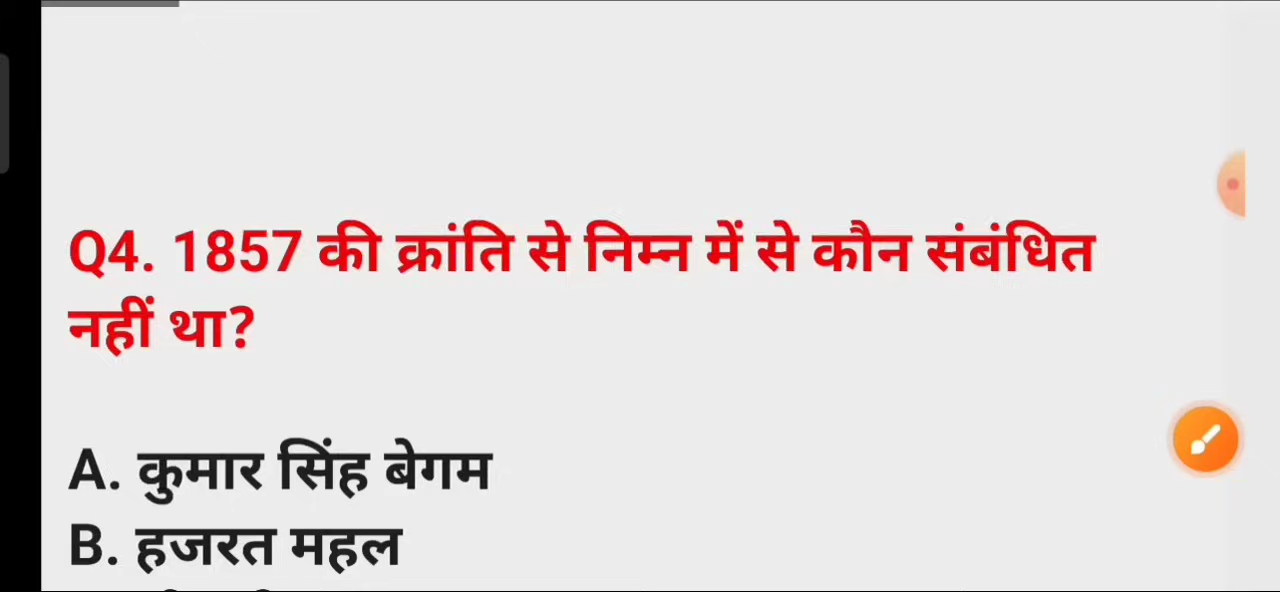 Q4. 1857 की क्रांति से निम्न में से कौन संबंधित
नहीं था?
A. कुमार सिंह बेगम
B. हजरत महल